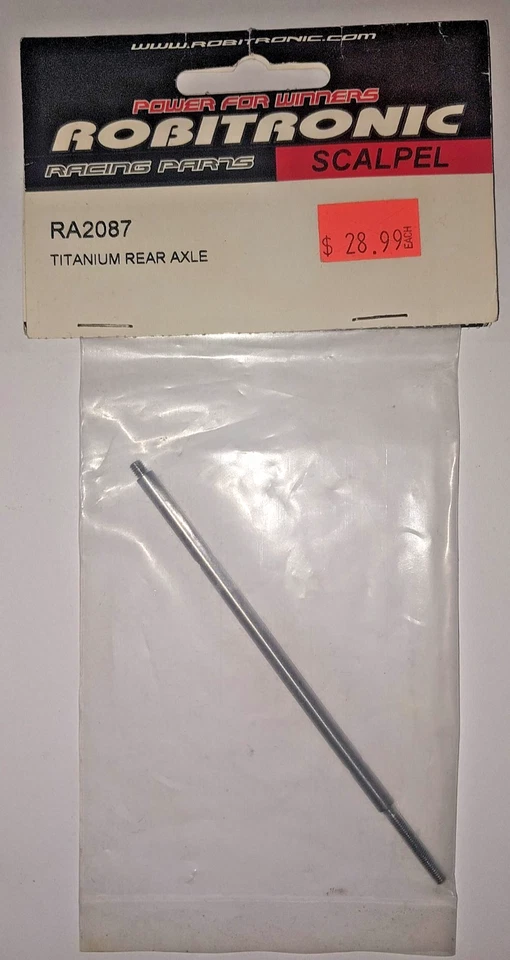 WWW.ROBITRONIC.COM
POWER FOR WINNERS
ROBITRONIC
RACING PARTS
SCALPEL
RA2087
TITANIUM REAR AXLE
$ 28.99 EACH